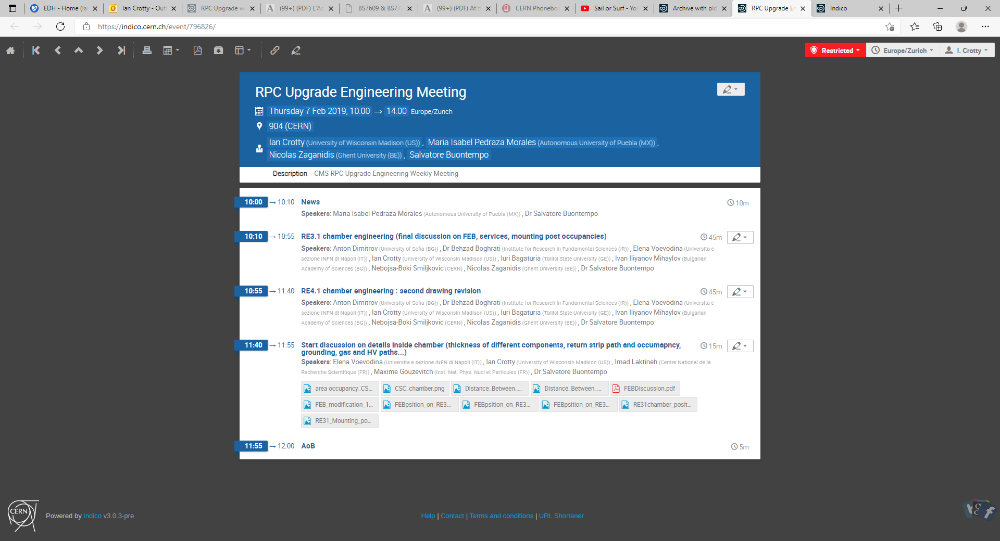 EDH - Home (Ia
Ian Crotty - Out
RPC Upgrade w
(99+) (PDF) L'As
BS7609 & BS77
(99+) (PDF) At t
CERN Phoneboo
Sail or Surf - You
Archive with old
RPC Upgrade En
Indico
https://indico.cern.ch/event/796826/
Restricted
Europe/Zurich
I. Crotty
RPC Upgrade Engineering Meeting
Thursday 7 Feb 2019, 10:00 → 14:00 Europe/Zurich
904 (CERN)
Ian Crotty (University of Wisconsin Madison (US)) , Maria Isabel Pedraza Morales (Autonomous University of Puebla (MX)) ,
Nicolas Zaganidis (Ghent University (BE)) , Salvatore Buontempo
Description CMS RPC Upgrade Engineering Weekly Meeting
10:00 → 10:10 News 10m
Speakers: Maria Isabel Pedraza Morales (Autonomous University of Puebla (MX)) , Dr Salvatore Buontempo
10:10 → 10:55 RE3.1 chamber engineering (final discussion on FEB, services, mounting post occupancies) 45m
Speakers: Anton Dimitrov (University of Sofia (BG)) , Dr Behzad Boghrati (Institute for Research in Fundamental Sciences (IR)) , Elena Voevodina (Universita e
sezione INFN di Napoli (IT)) , Ian Crotty (University of Wisconsin Madison (US)) , Iuri Bagaturia (Tbilisi State University (GE)) , Ivan Iliyanov Mihaylov (Bulgarian
Academy of Sciences (BG)) , Nebojsa-Boki Smiljkovic (CERN) , Nicolas Zaganidis (Ghent University (BE)) , Dr Salvatore Buontempo
10:55 → 11:40 RE4.1 chamber engineering : second drawing revision 45m
Speakers: Anton Dimitrov (University of Sofia (BG)) , Dr Behzad Boghrati (Institute for Research in Fundamental Sciences (IR)) , Elena Voevodina (Universita e
sezione INFN di Napoli (IT)) , Ian Crotty (University of Wisconsin Madison (US)) , Iuri Bagaturia (Tbilisi State University (GE)) , Ivan Iliyanov Mihaylov (Bulgarian
Academy of Sciences (BG)) , Nebojsa-Boki Smiljkovic (CERN) , Nicolas Zaganidis (Ghent University (BE)) , Dr Salvatore Buontempo
11:40 → 11:55 Start discussion on details inside chamber (thickness of different components, return strip path and occumapncy, 15m
grounding, gas and HV paths...)
Speakers: Elena Voevodina (Universita e sezione INFN di Napoli (IT)) , Ian Crotty (University of Wisconsin Madison (US)) , Imad Laktineh (Centre National de la
Recherche Scientifique (FR)) , Maxime Gouzevitch (Inst. Nat. Phys. Nucl et Particules (FR)) , Dr Salvatore Buontempo
area occupancy_CS... CSC_chamber.png Distance_Between_... Distance_Between_... FEBDiscussion.pdf
FEB_modification_1... FEBpsition_on_RE3... FEBpsition_on_RE3... FEBpsition_on_RE3... RE31chamber_posit...
RE31_Mounting_po...
11:55 → 12:00 AoB 5m
CERN
Powered by Indico v3.0.3-pre
Help | Contact | Terms and conditions | URL Shortener